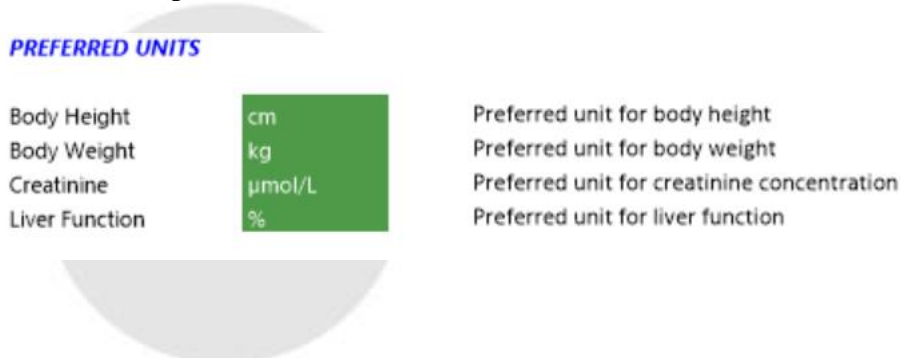 PREFERRED UNITS
Body Height cm Preferred unit for body height
Body Weight kg Preferred unit for body weight
Creatinine µmol/L Preferred unit for creatinine concentration
Liver Function % Preferred unit for liver function